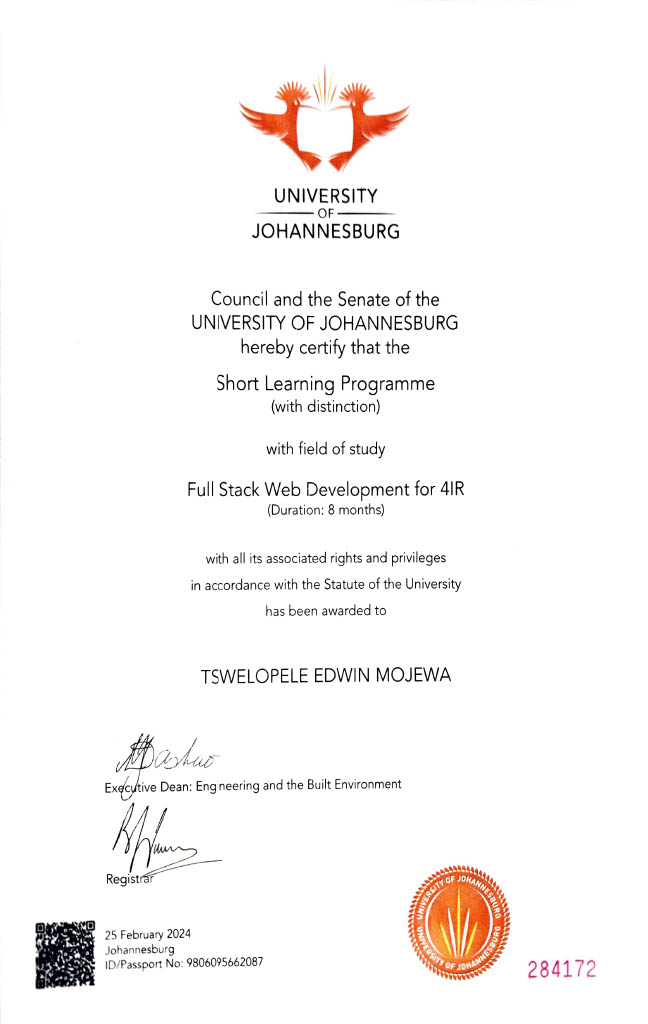 UNIVERSITY
OF
JOHANNESBURG
Council and the Senate of the
UNIVERSITY OF JOHANNESBURG
hereby certify that the
Short Learning Programme
(with distinction)
with field of study
Full Stack Web Development for 4IR
(Duration: 8 months)
with all its associated rights and privileges
in accordance with the Statute of the University
has been awarded to
TSWELOPELE EDWIN MOJEWA
Executive Dean: Engineering and the Built Environment
Registrar
25 February 2024
Johannesburg
ID/Passport No: 9806095662087
UNIVERSITY OF JOHANNESBURG
UNIVERSITY OF JOHANNESBURG
284172